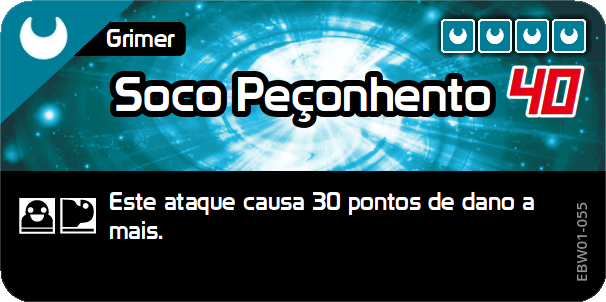 Grimer
Soco Peçonhento 40
Este ataque causa 30 pontos de dano a
mais.
EBW01-055